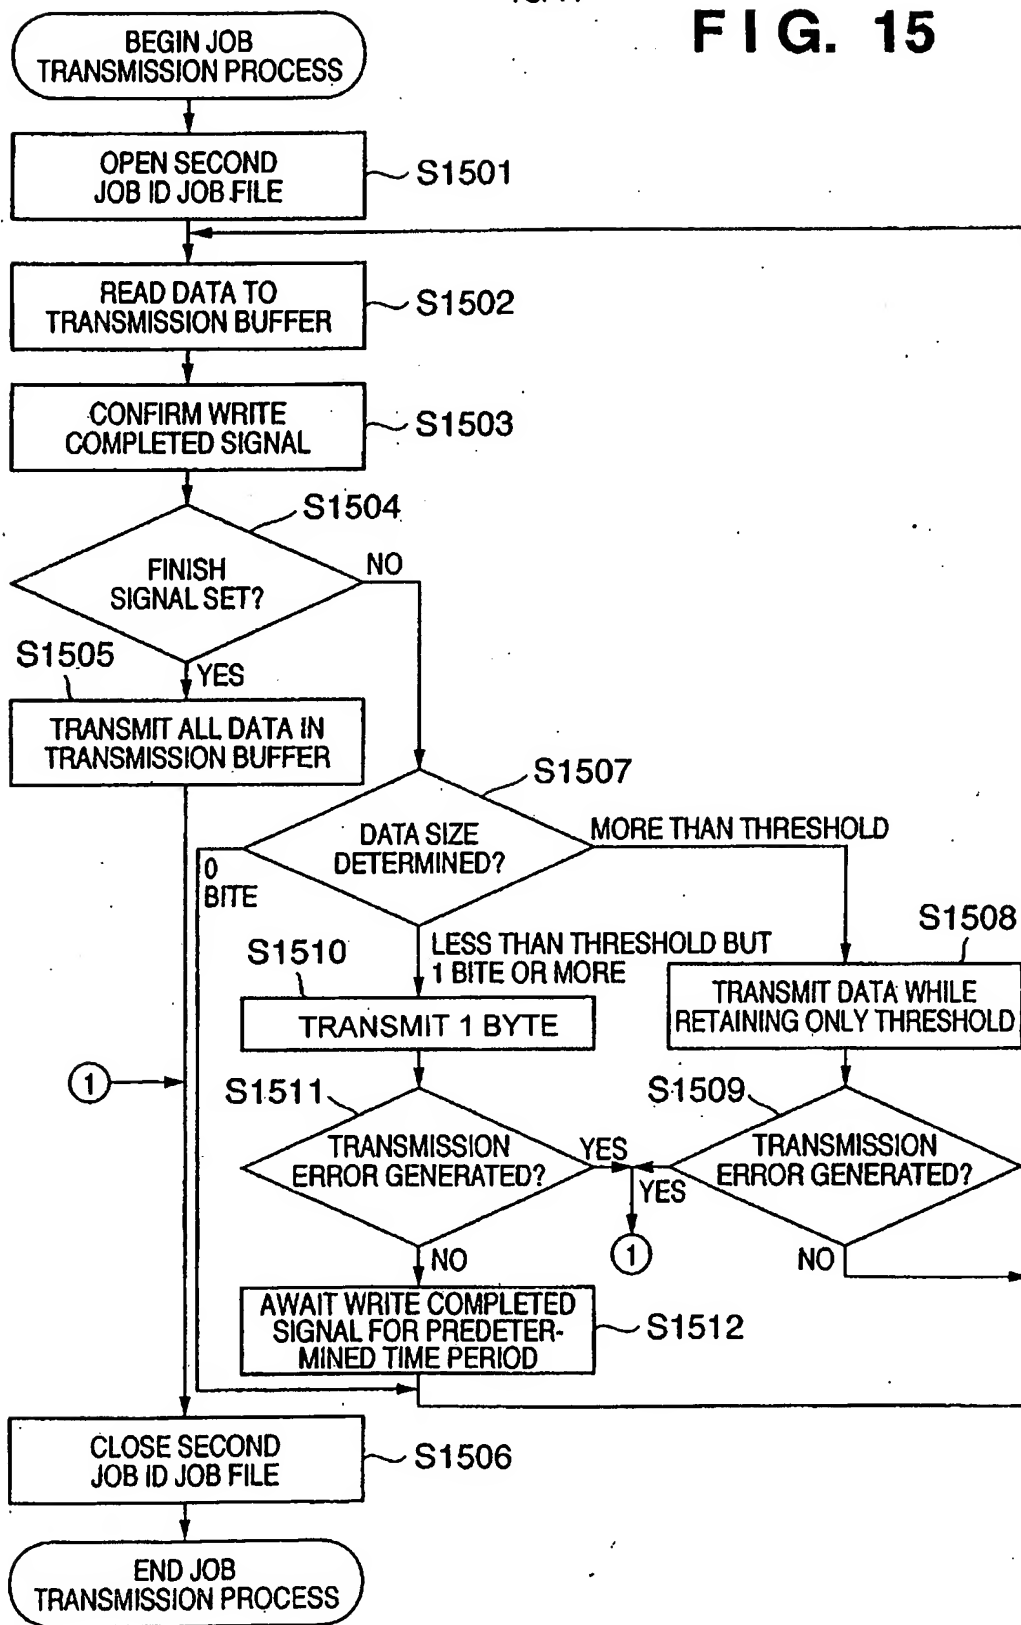 FIG. 15
BEGIN JOB
TRANSMISSION PROCESS
OPEN SECOND
JOB ID JOB FILE
S1501
READ DATA TO
TRANSMISSION BUFFER
S1502
CONFIRM WRITE
COMPLETED SIGNAL
S1503
S1504
FINISH
SIGNAL SET?
NO
S1505
YES
TRANSMIT ALL DATA IN
TRANSMISSION BUFFER
S1507
DATA SIZE
DETERMINED?
MORE THAN THRESHOLD
0
BITE
LESS THAN THRESHOLD BUT
1 BITE OR MORE
S1508
S1510
TRANSMIT DATA WHILE
RETAINING ONLY THRESHOLD
TRANSMIT 1 BYTE
1
S1511
S1509
TRANSMISSION
ERROR GENERATED?
YES
TRANSMISSION
ERROR GENERATED?
YES
1
NO
NO
AWAIT WRITE COMPLETED
SIGNAL FOR PREDETER-
MINED TIME PERIOD
S1512
CLOSE SECOND
JOB ID JOB FILE
S1506
END JOB
TRANSMISSION PROCESS